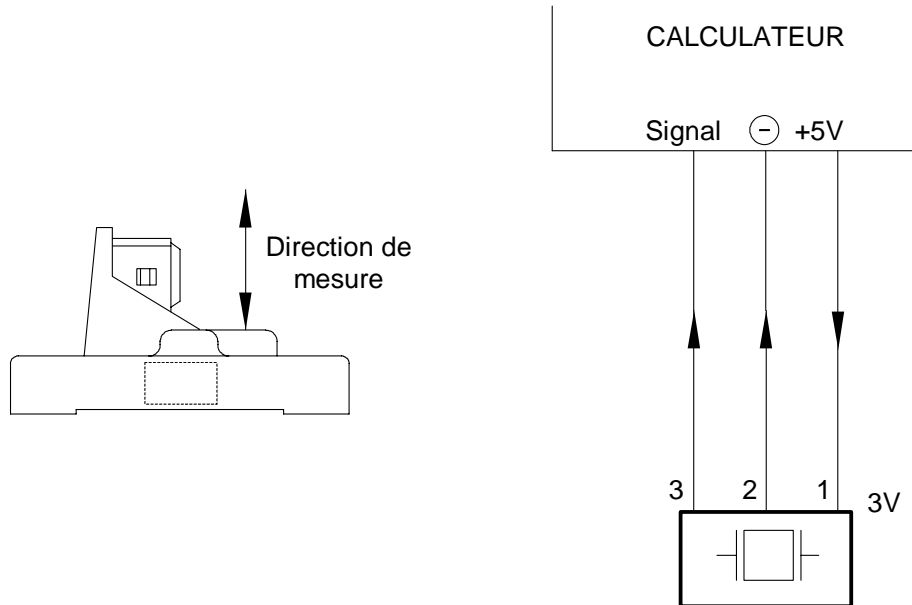 CALCULATEUR
Signal - +5V
Direction de
mesure
3 2 1 3V